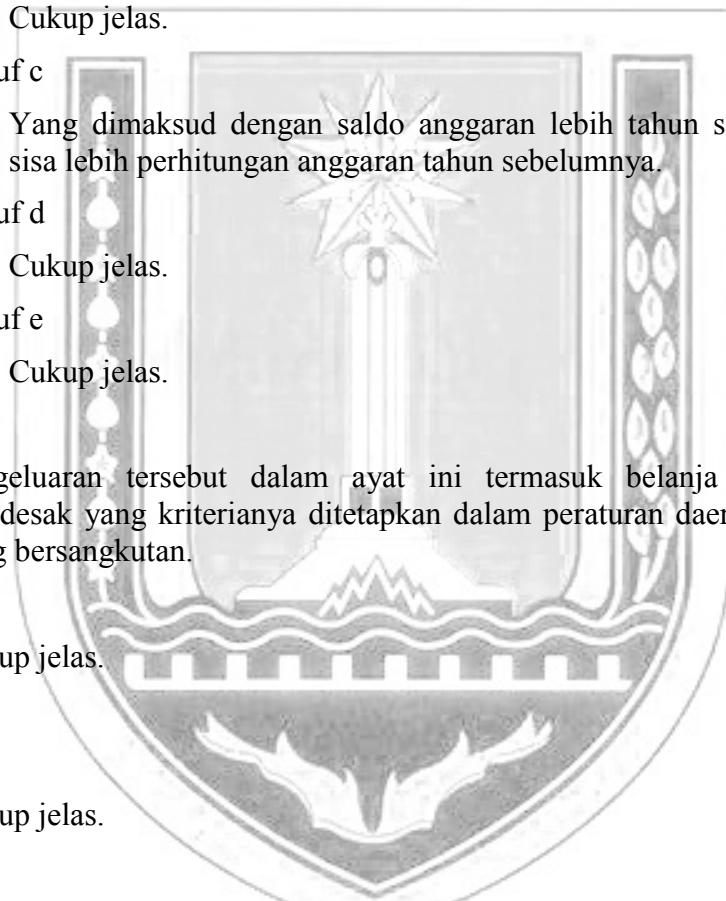 Cukup jelas.
uf c
Yang dimaksud dengan saldo anggaran lebih tahun s
sisa lebih perhitungan anggaran tahun sebelumnya.
uf d
Cukup jelas.
uf e
Cukup jelas.
geluaran tersebut dalam ayat ini termasuk belanja
desak yang kriterianya ditetapkan dalam peraturan daer
g bersangkutan.
up jelas.
up jelas.